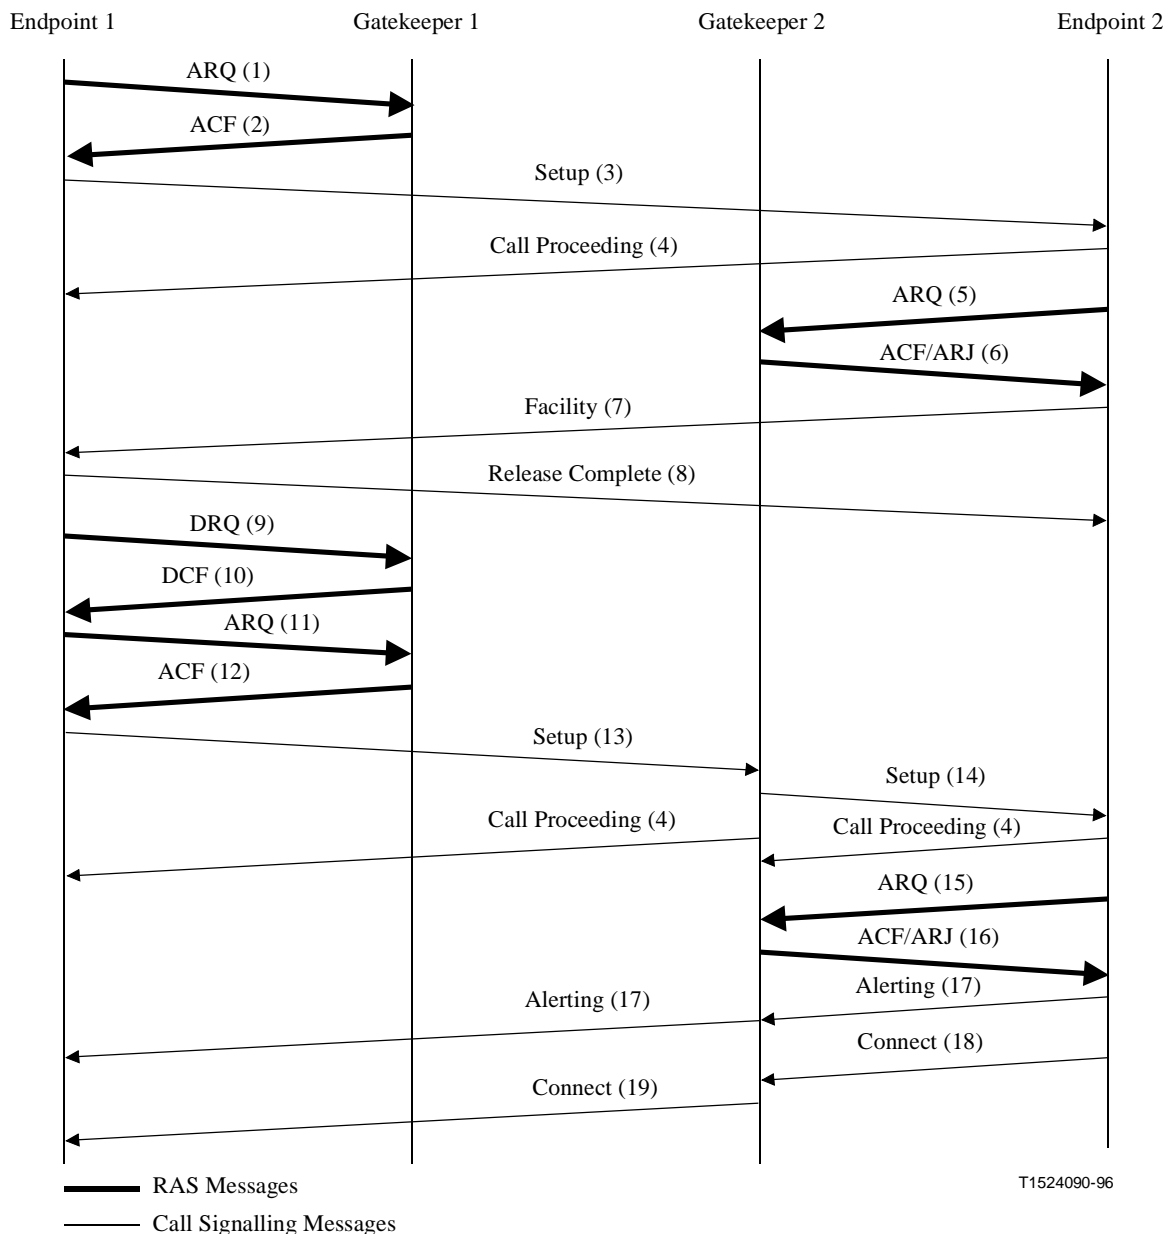 Endpoint 1
Gatekeeper 1
Gatekeeper 2
Endpoint 2
ARQ (1)
ACF (2)
Setup (3)
Call Proceeding (4)
ARQ (5)
ACF/ARJ (6)
Facility (7)
Release Complete (8)
DRQ (9)
DCF (10)
ARQ (11)
ACF (12)
Setup (13)
Setup (14)
Call Proceeding (4)
Call Proceeding (4)
ARQ (15)
ACF/ARJ (16)
Alerting (17)
Alerting (17)
Connect (18)
Connect (19)
RAS Messages
T1524090-96
Call Signalling Messages